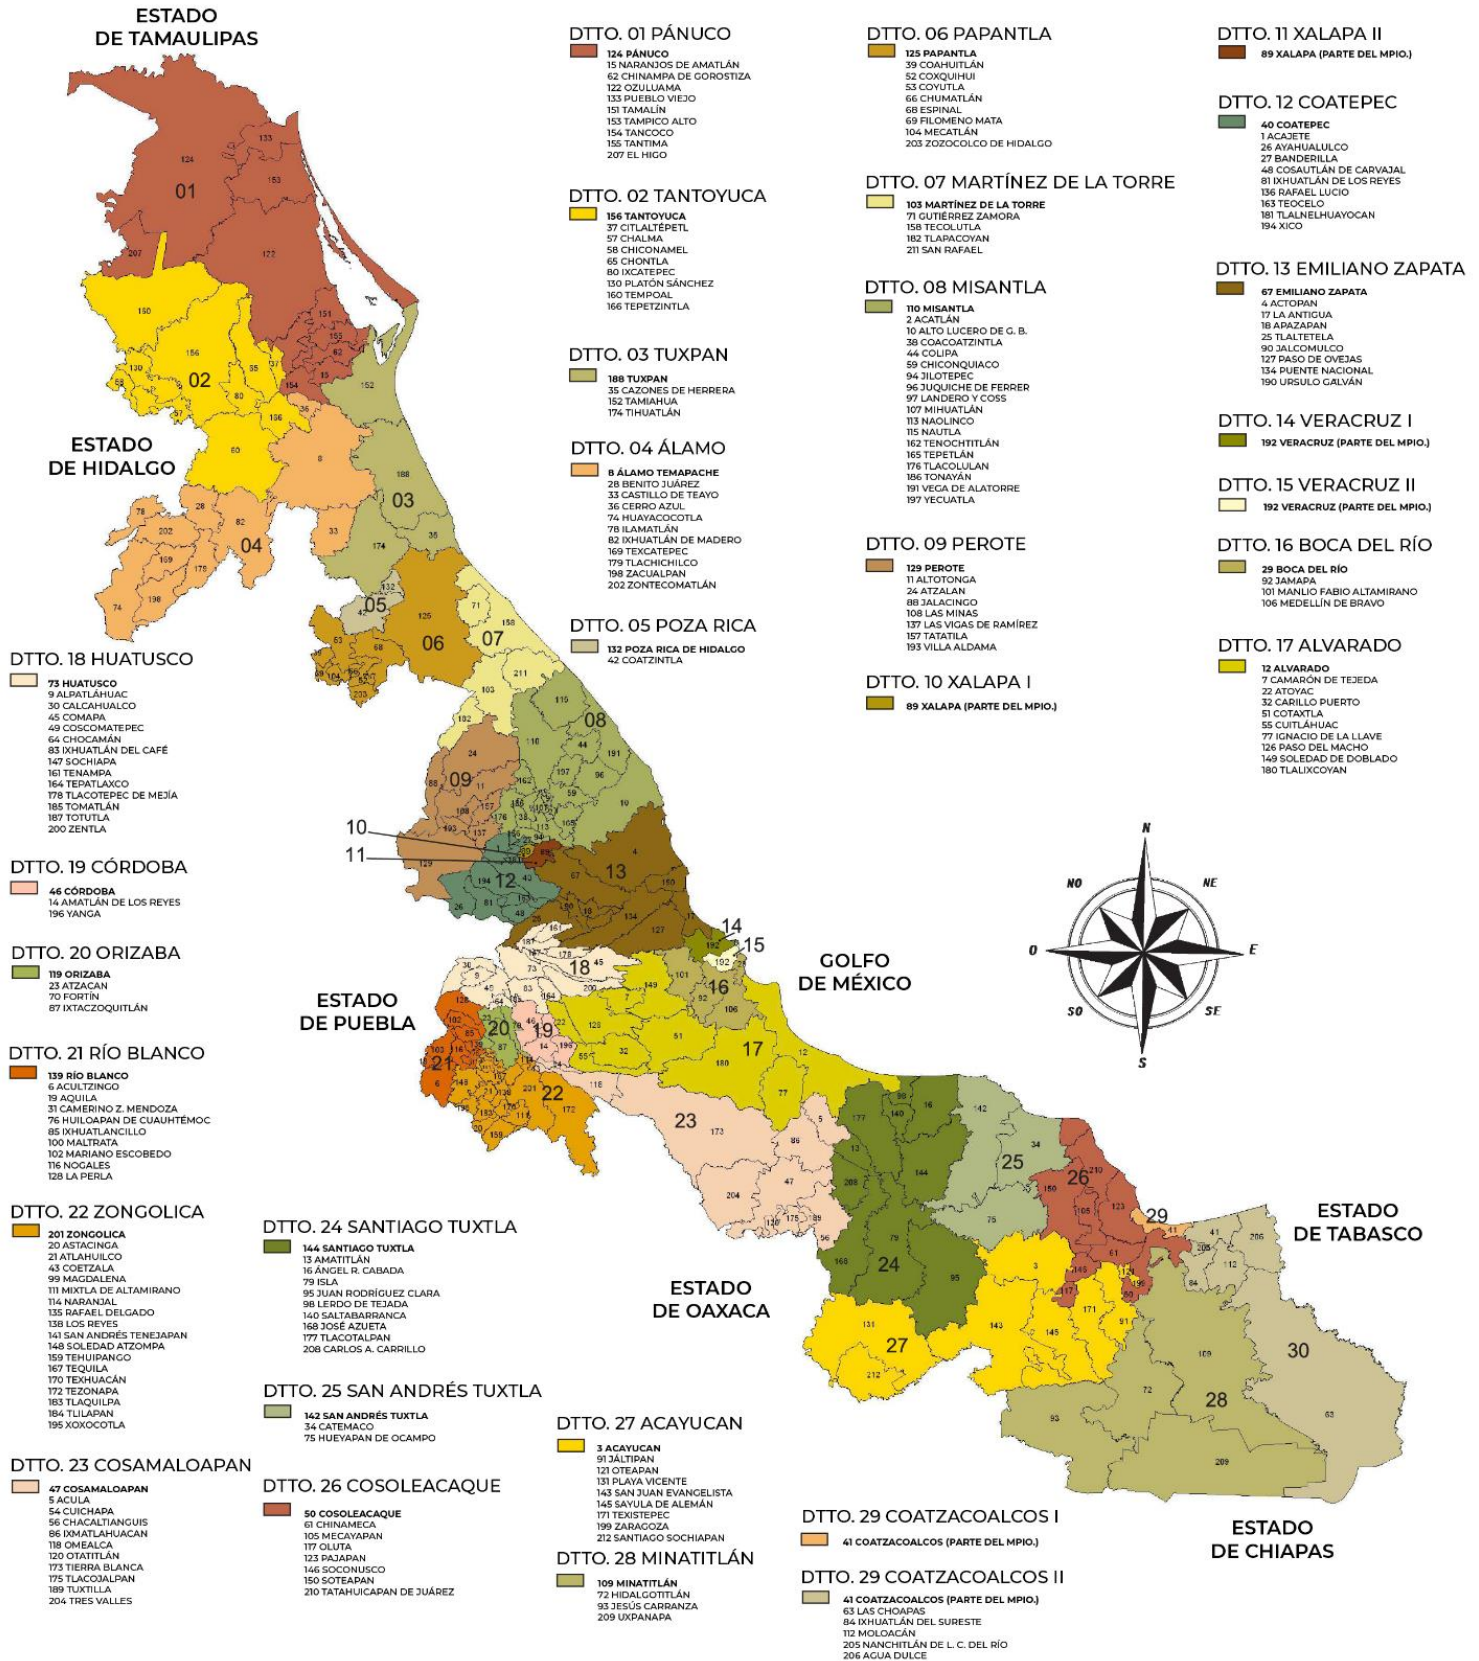 ESTADO
DE TAMAULIPAS
DTTO. 01 PÁNUCO
124 PÁNUCO
15 NARANJOS DE AMATLÁN
62 CHINAMPA DE GOROSTIZA
122 OZULUAMA
133 PUEBLO VIEJO
151 TAMALÍN
153 TAMPICO ALTO
154 TANCOCO
155 TANTIMA
207 EL HIGO
DTTO. 02 TANTOYUCA
156 TANTOYUCA
37 CITLALTÉPETL
57 CHALMA
58 CHICONAMEL
65 CHONTLA
80 IXCATEPEC
130 PLATÓN SÁNCHEZ
160 TEMPOAL
166 TEPETZINTLA
DTTO. 03 TUXPAN
188 TUXPAN
35 CAZONES DE HERRERA
152 TAMIAHUA
174 TIHUATLÁN
DTTO. 04 ÁLAMO
8 ÁLAMO TEMAPACHE
28 BENITO JUÁREZ
33 CASTILLO DE TEAYO
36 CERRO AZUL
74 HUAYACOCOTLA
78 ILAMATLÁN
82 IXHUATLÁN DE MADERO
169 TEXCATEPEC
179 TLACHICHILCO
198 ZACUALPAN
202 ZONTECOMATLÁN
DTTO. 05 POZA RICA
132 POZA RICA DE HIDALGO
42 COATZINTLA
DTTO. 06 PAPANTLA
125 PAPANTLA
39 COAHUITLÁN
52 COXQUIHUI
53 COYUTLA
66 CHUMATLÁN
68 ESPINAL
69 FILOMENO MATA
104 MECATLÁN
203 ZOZOCOLCO DE HIDALGO
DTTO. 07 MARTÍNEZ DE LA TORRE
103 MARTÍNEZ DE LA TORRE
71 GUTIÉRREZ ZAMORA
158 TECOLUTLA
182 TLAPACOYAN
211 SAN RAFAEL
DTTO. 08 MISANTLA
110 MISANTLA
2 ACATLÁN
10 ALTO LUCERO DE G. B.
38 COACOATZINTLA
44 COLIPA
59 CHICONQUIACO
94 JILOTEPEC
96 JUQUICHE DE FERRER
97 LANDERO Y COSS
107 MIHUATLÁN
113 NAOLINCO
115 NAUTLA
162 TENOCHTITLÁN
165 TEPETLÁN
176 TLACOLULAN
186 TONAYÁN
191 VEGA DE ALATORRE
197 YECUATLA
DTTO. 09 PEROTE
129 PEROTE
11 ALTOTONGA
24 ATZALAN
88 JALACINGO
108 LAS MINAS
137 LAS VIGAS DE RAMÍREZ
157 TATATILA
193 VILLA ALDAMA
DTTO. 10 XALAPA I
89 XALAPA (PARTE DEL MPIO.)
DTTO. 11 XALAPA II
89 XALAPA (PARTE DEL MPIO.)
DTTO. 12 COATEPEC
40 COATEPEC
1 ACAJETE
26 AYAHUALULCO
27 BANDERILLA
48 COSAUTLÁN DE CARVAJAL
81 IXHUATLÁN DE LOS REYES
136 RAFAEL LUCIO
163 TEOCELO
181 TLALNELHUAYOCAN
194 XICO
DTTO. 13 EMILIANO ZAPATA
67 EMILIANO ZAPATA
4 ACTOPAN
17 LA ANTIGUA
18 APAZAPAN
25 TLALTETELA
90 JALCOMULCO
127 PASO DE OVEJAS
134 PUENTE NACIONAL
190 URSULO GALVÁN
DTTO. 14 VERACRUZ I
192 VERACRUZ (PARTE DEL MPIO.)
DTTO. 15 VERACRUZ II
192 VERACRUZ (PARTE DEL MPIO.)
DTTO. 16 BOCA DEL RÍO
29 BOCA DEL RÍO
92 JAMAPA
101 MANLIO FABIO ALTAMIRANO
106 MEDELLÍN DE BRAVO
DTTO. 17 ALVARADO
12 ALVARADO
7 CAMARÓN DE TEJEDA
22 ATOYAC
32 CARILLO PUERTO
51 COTAXTLA
55 CUITLÁHUAC
77 IGNACIO DE LA LLAVE
126 PASO DEL MACHO
149 SOLEDAD DE DOBLADO
180 TLALIXCOYAN
ESTADO
DE HIDALGO
DTTO. 18 HUATUSCO
73 HUATUSCO
9 ALPATLÁHUAC
30 CALCAHUALCO
45 COMAPA
49 COSCOMATEPEC
64 CHOCAMÁN
83 IXHUATLÁN DEL CAFÉ
147 SOCHIAPA
161 TENAMPA
164 TEPATLAXCO
178 TLACOTEPEC DE MEJÍA
185 TOMATLÁN
187 TOTUTLA
200 ZENTLA
DTTO. 19 CÓRDOBA
46 CÓRDOBA
14 AMATLÁN DE LOS REYES
196 YANGA
DTTO. 20 ORIZABA
119 ORIZABA
23 ATZACAN
70 FORTÍN
87 IXTACZOQUITLÁN
DTTO. 21 RÍO BLANCO
139 RÍO BLANCO
6 ACULTZINGO
19 AQUILA
31 CAMERINO Z. MENDOZA
76 HUILOAPAN DE CUAUHTÉMOC
85 IXHUATLANCILLO
100 MALTRATA
102 MARIANO ESCOBEDO
116 NOGALES
128 LA PERLA
DTTO. 22 ZONGOLICA
201 ZONGOLICA
20 ASTACINGA
21 ATLAHUILCO
43 COETZALA
99 MAGDALENA
111 MIXTLA DE ALTAMIRANO
114 NARANJAL
135 RAFAEL DELGADO
138 LOS REYES
141 SAN ANDRÉS TENEJAPAN
148 SOLEDAD ATZOMPA
159 TEHUIPANGO
167 TEQUILA
170 TEXHUACÁN
172 TEZONAPA
183 TLAQUILPA
184 TLILAPAN
195 XOXOCOTLA
DTTO. 23 COSAMALOAPAN
47 COSAMALOAPAN
5 ACULA
54 CUICHAPA
56 CHACALTIANGUIS
86 IXMATLAHUACAN
118 OMEALCA
120 OTATITLÁN
173 TIERRA BLANCA
175 TLACOJALPAN
189 TUXTILLA
204 TRES VALLES
DTTO. 24 SANTIAGO TUXTLA
144 SANTIAGO TUXTLA
13 AMATITLÁN
16 ÁNGEL R. CABADA
79 ISLA
95 JUAN RODRÍGUEZ CLARA
98 LERDO DE TEJADA
140 SALTABARRANCA
168 JOSÉ AZUETA
177 TLACOTALPAN
208 CARLOS A. CARRILLO
DTTO. 25 SAN ANDRÉS TUXTLA
142 SAN ANDRÉS TUXTLA
34 CATEMACO
75 HUEYAPAN DE OCAMPO
DTTO. 26 COSOLEACAQUE
50 COSOLEACAQUE
61 CHINAMECA
105 MECAYAPAN
117 OLUTA
123 PAJAPAN
146 SOCONUSCO
150 SOTEAPAN
210 TATAHUICAPAN DE JUÁREZ
DTTO. 27 ACAYUCAN
3 ACAYUCAN
91 JÁLTIPAN
121 OTEAPAN
131 PLAYA VICENTE
143 SAN JUAN EVANGELISTA
145 SAYULA DE ALEMÁN
171 TEXISTEPEC
199 ZARAGOZA
212 SANTIAGO SOCHIAPAN
DTTO. 28 MINATITLÁN
109 MINATITLÁN
72 HIDALGOTITLÁN
93 JESÚS CARRANZA
209 UXPANAPA
DTTO. 29 COATZACOALCOS I
41 COATZACOALCOS (PARTE DEL MPIO.)
DTTO. 29 COATZACOALCOS II
41 COATZACOALCOS (PARTE DEL MPIO.)
63 LAS CHOAPAS
84 IXHUATLÁN DEL SURESTE
112 MOLOACÁN
205 NANCHITLÁN DE L. C. DEL RÍO
206 AGUA DULCE
ESTADO
DE PUEBLA
GOLFO
DE MÉXICO
ESTADO
DE OAXACA
ESTADO
DE TABASCO
ESTADO
DE CHIAPAS
N
NO
NE
O
E
SO
SE
S
01
02
03
04
05
06
07
08
09
10
11
12
13
14
15
16
17
18
19
20
21
22
23
24
25
26
27
28
29
30